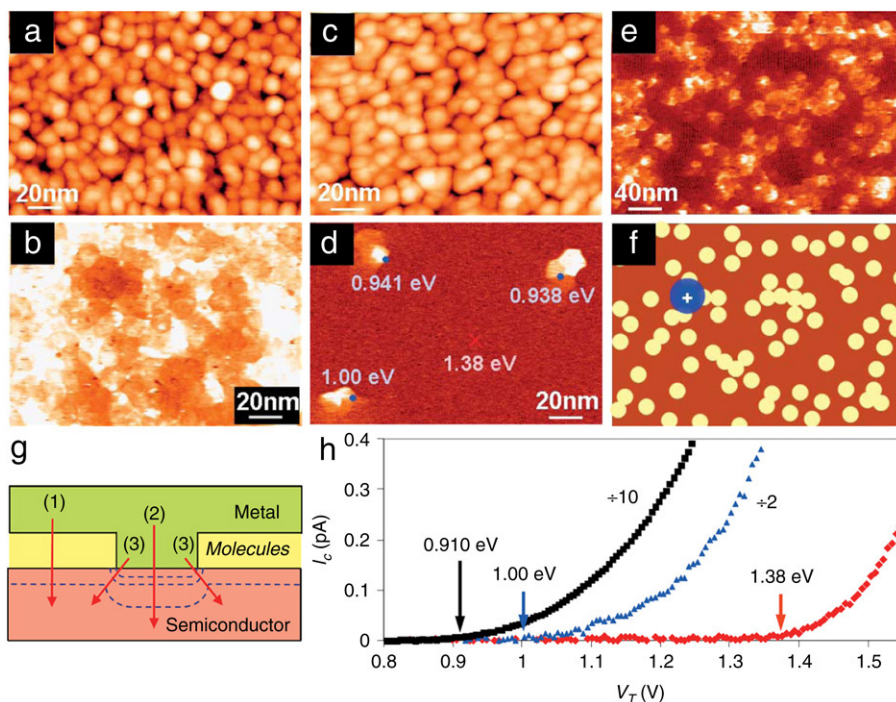 a
20nm
c
20nm
e
40nm
b
20nm
d
0.941 eV
0.938 eV
1.38 eV
1.00 eV
20nm
f
g
(1)
(2)
Metal
(3)
(3)
Molecules
Semiconductor
h
0.4
0.3
0.2
0.1
0
I_c (pA)
÷10
÷2
0.910 eV
1.00 eV
1.38 eV
0.8 0.9 1 1.1 1.2 1.3 1.4 1.5
V_T (V)